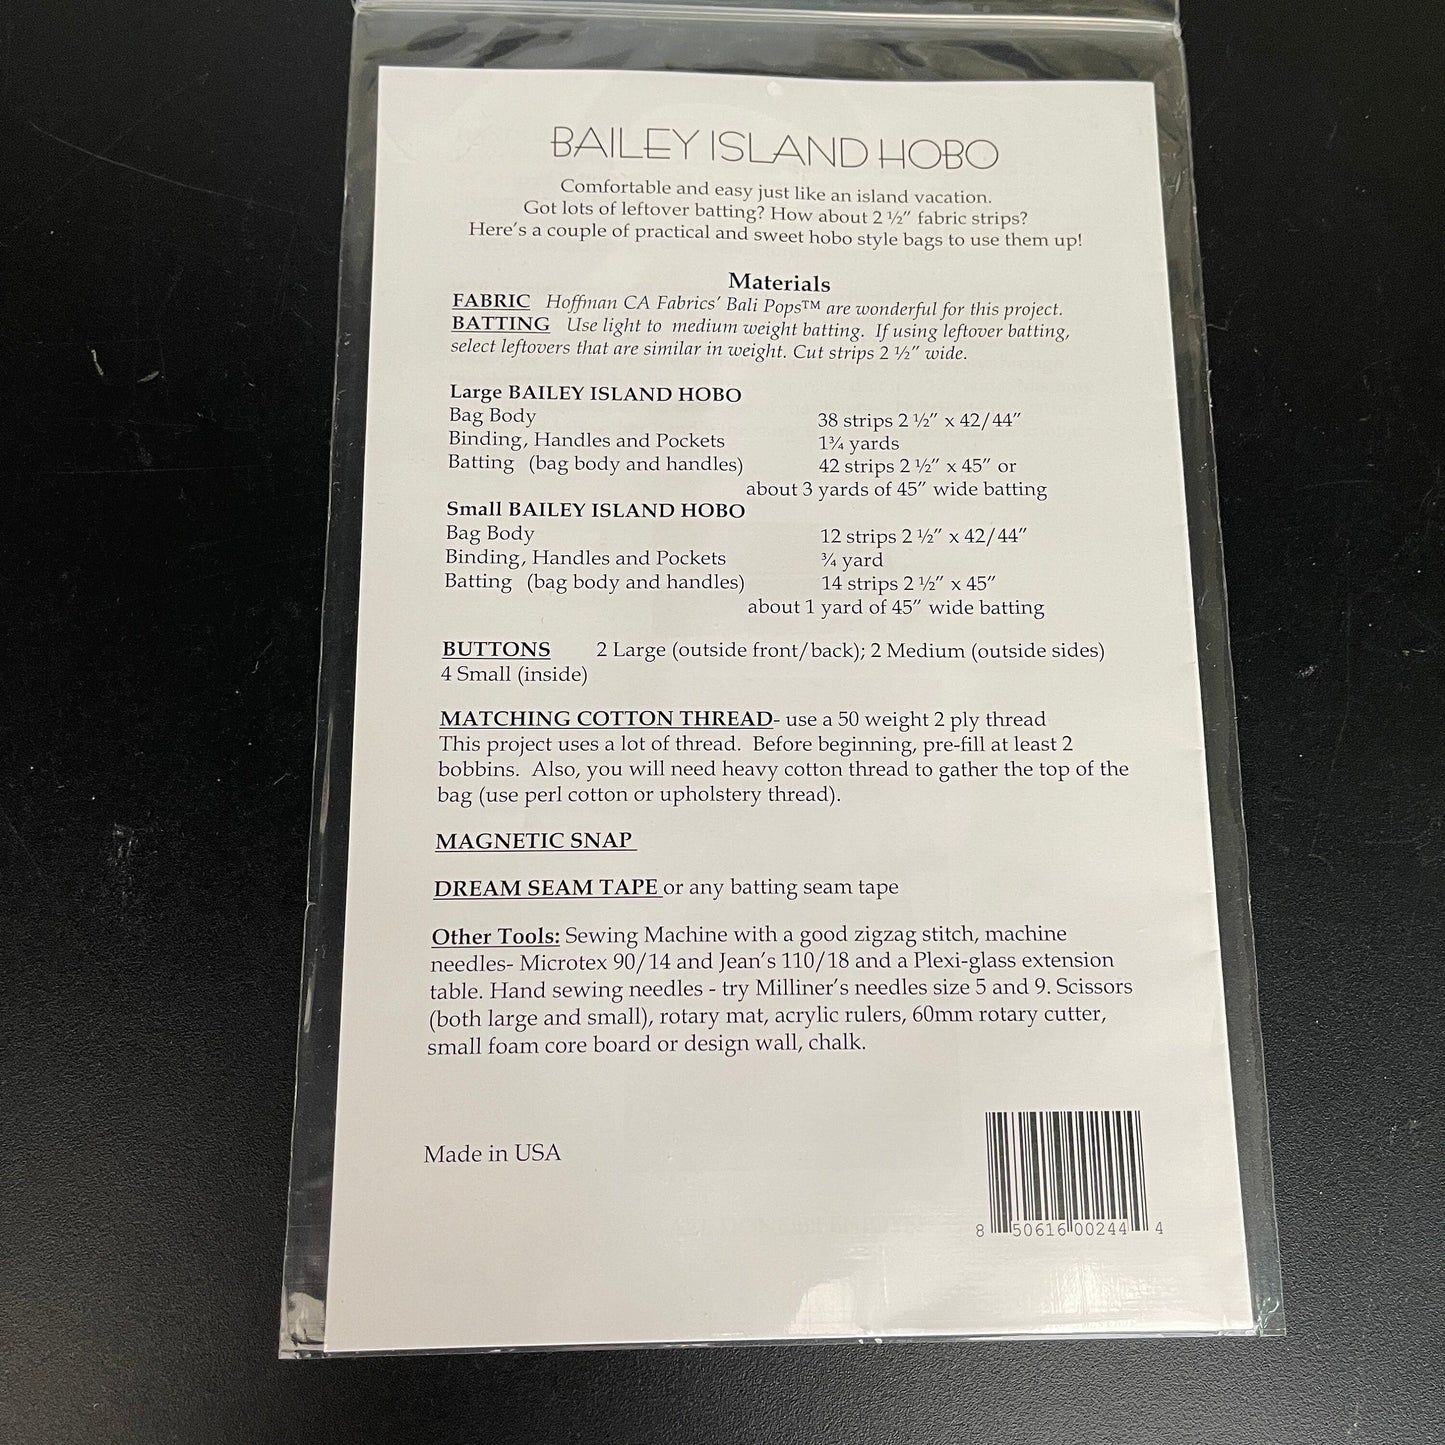 BAILEY ISLAND HOBO
Comfortable and easy just like an island vacation.
Got lots of leftover batting? How about 2 ½” fabric strips?
Here’s a couple of practical and sweet hobo style bags to use them up!
Materials
FABRIC Hoffman CA Fabrics’ Bali Pops™ are wonderful for this project.
BATTING Use light to medium weight batting. If using leftover batting,
select leftovers that are similar in weight. Cut strips 2 ½” wide.
Large BAILEY ISLAND HOBO
Bag Body 38 strips 2 ½” x 42/44”
Binding, Handles and Pockets 1¾ yards
Batting (bag body and handles) 42 strips 2 ½” x 45” or
about 3 yards of 45” wide batting
Small BAILEY ISLAND HOBO
Bag Body 12 strips 2 ½” x 42/44”
Binding, Handles and Pockets ¾ yard
Batting (bag body and handles) 14 strips 2 ½” x 45”
about 1 yard of 45” wide batting
BUTTONS 2 Large (outside front/back); 2 Medium (outside sides)
4 Small (inside)
MATCHING COTTON THREAD- use a 50 weight 2 ply thread
This project uses a lot of thread. Before beginning, pre-fill at least 2
bobbins. Also, you will need heavy cotton thread to gather the top of the
bag (use perl cotton or upholstery thread).
MAGNETIC SNAP
DREAM SEAM TAPE or any batting seam tape
Other Tools: Sewing Machine with a good zigzag stitch, machine
needles- Microtex 90/14 and Jean’s 110/18 and a Plexi-glass extension
table. Hand sewing needles - try Milliner’s needles size 5 and 9. Scissors
(both large and small), rotary mat, acrylic rulers, 60mm rotary cutter,
small foam core board or design wall, chalk.
Made in USA
8 50616 00244 4